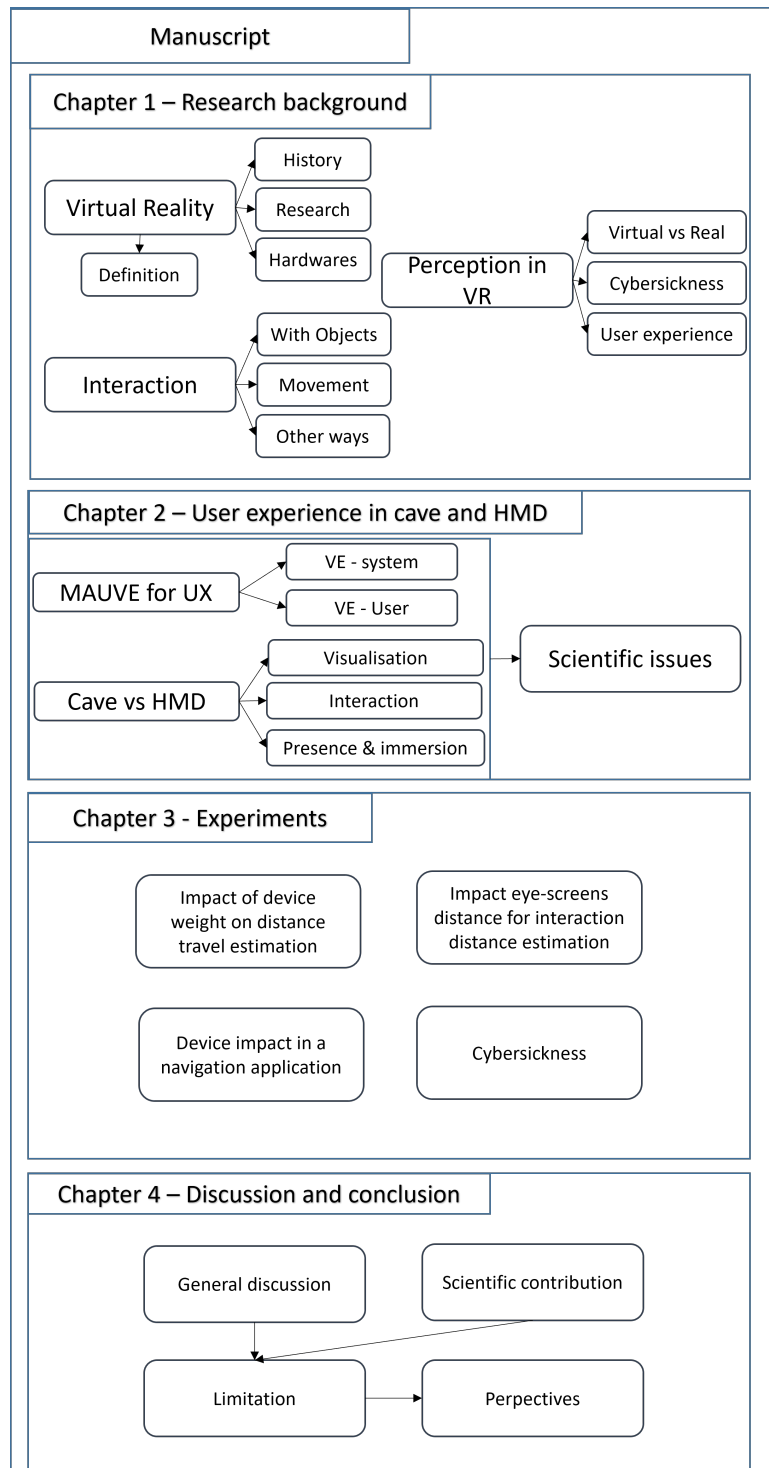 Manuscript
Chapter 1 – Research background
Virtual Reality
Definition
History
Research
Hardwares
Perception in
VR
Virtual vs Real
Cybersickness
User experience
Interaction
With Objects
Movement
Other ways
Chapter 2 – User experience in cave and HMD
MAUVE for UX
VE - system
VE - User
Cave vs HMD
Visualisation
Interaction
Presence & immersion
Scientific issues
Chapter 3 - Experiments
Impact of device
weight on distance
travel estimation
Impact eye-screens
distance for interaction
distance estimation
Device impact in a
navigation application
Cybersickness
Chapter 4 – Discussion and conclusion
General discussion
Scientific contribution
Limitation
Perpectives